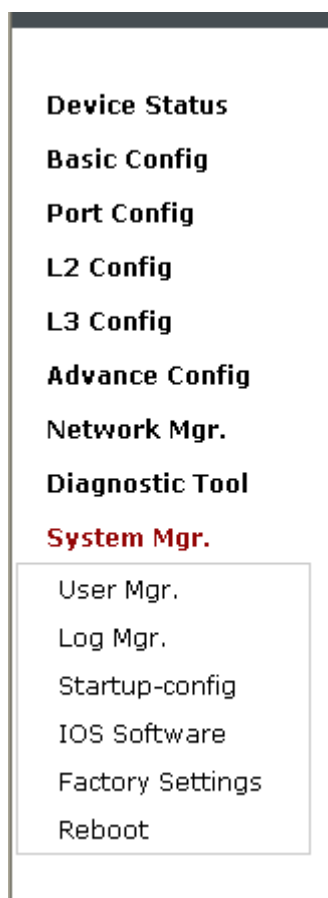 Device Status
Basic Config
Port Config
L2 Config
L3 Config
Advance Config
Network Mgr.
Diagnostic Tool
System Mgr.
User Mgr.
Log Mgr.
Startup-config
IOS Software
Factory Settings
Reboot